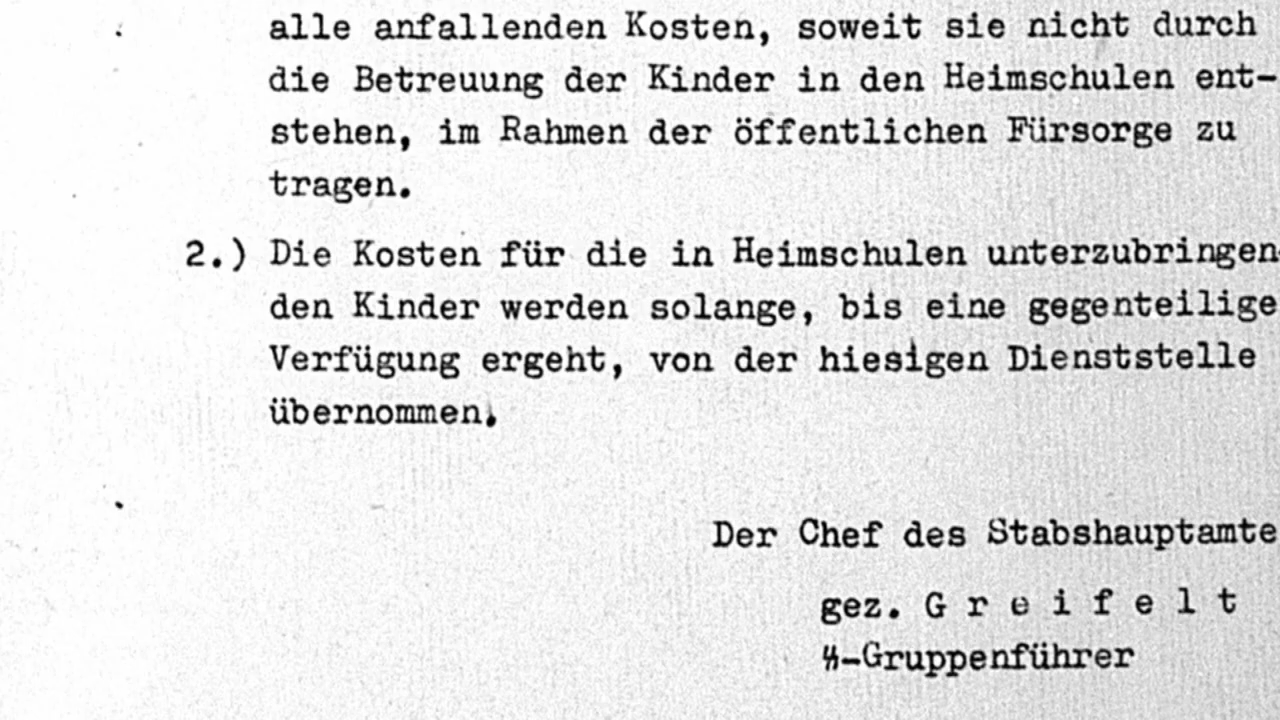 alle anfallenden Kosten, soweit sie nicht durch
die Betreuung der Kinder in den Heimschulen ent-
stehen, im Rahmen der öffentlichen Fürsorge zu
tragen.
2.) Die Kosten für die in Heimschulen unterzubringen-
den Kinder werden solange, bis eine gegenteilige
Verfügung ergeht, von der hiesigen Dienststelle
übernommen.
Der Chef des Stabshauptamte
gez. G r e i f e l t
ᛋᛋ-Gruppenführer